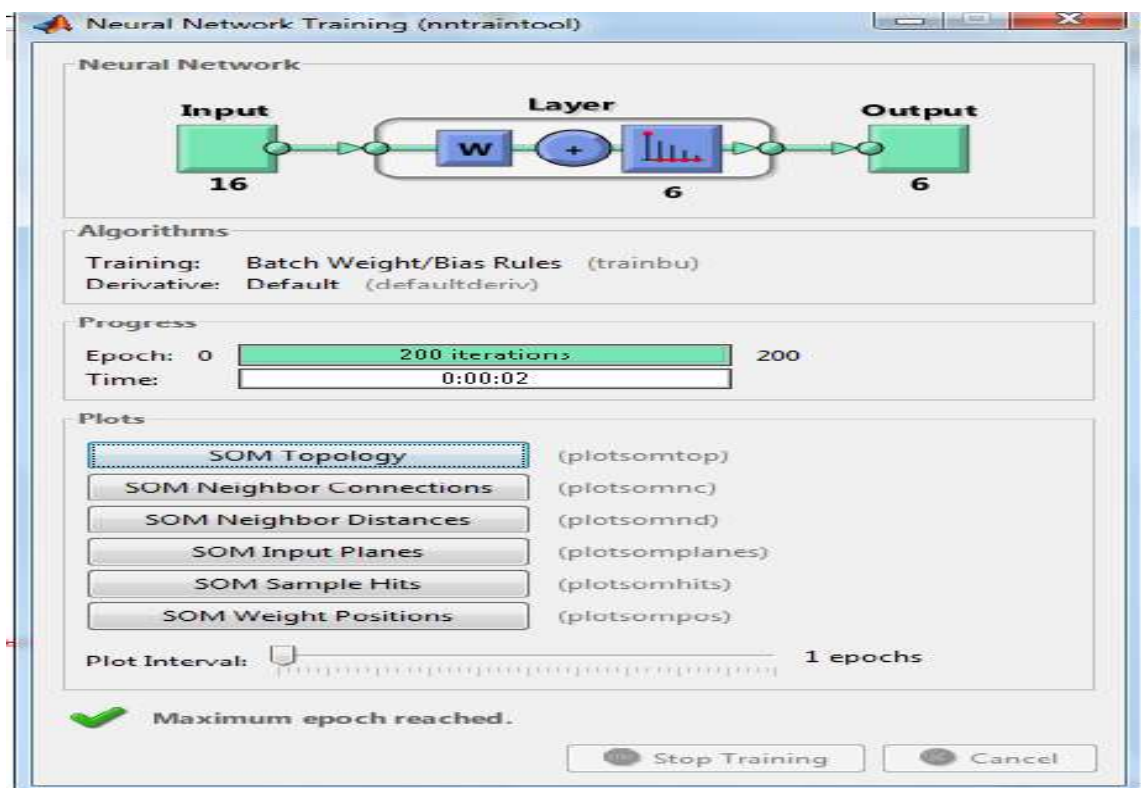 Neural Network Training (nntraintool)
Neural Network
Input Layer Output
W +
16 6 6
Algorithms
Training: Batch Weight/Bias Rules (trainbu)
Derivative: Default (defaultderiv)
Progress
Epoch: 0 200 iterations 200
Time: 0:00:02
Plots
SOM Topology (plotsomtop)
SOM Neighbor Connections (plotsomnc)
SOM Neighbor Distances (plotsomnd)
SOM Input Planes (plotsomplanes)
SOM Sample Hits (plotsomhits)
SOM Weight Positions (plotsompos)
Plot Interval: 1 epochs
Maximum epoch reached.
Stop Training Cancel